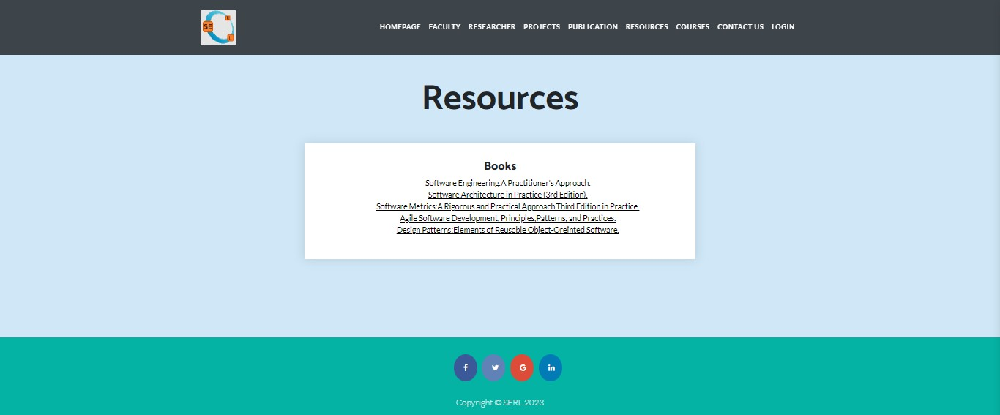 SE R L
HOMEPAGE FACULTY RESEARCHER PROJECTS PUBLICATION RESOURCES COURSES CONTACT US LOGIN
Resources
Books
Software Engineering:A Practitioner's Approach.
Software Architecture in Practice (3rd Edition).
Software Metrics:A Rigorous and Practical Approach,Third Edition in Practice.
Agile Software Development, Principles,Patterns, and Practices.
Design Patterns:Elements of Reusable Object-Oreinted Software.
f G in
Copyright © SERL 2023